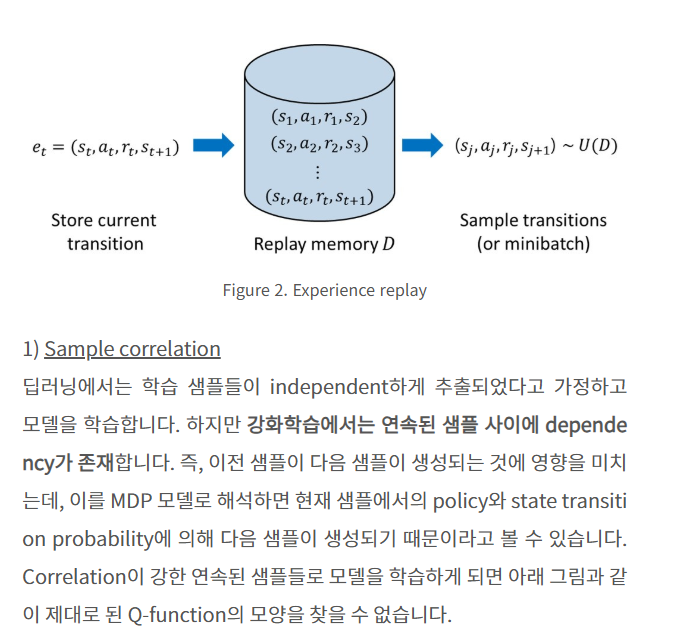 e_t = (s_t, a_t, r_t, s_{t+1})
Store current
transition
(s_1, a_1, r_1, s_2)
(s_2, a_2, r_2, s_3)
⋮
(s_t, a_t, r_t, s_{t+1})
Replay memory D
(s_j, a_j, r_j, s_{j+1}) ~ U(D)
Sample transitions
(or minibatch)
Figure 2. Experience replay
1) Sample correlation
딥러닝에서는 학습 샘플들이 independent하게 추출되었다고 가정하고
모델을 학습합니다. 하지만 강화학습에서는 연속된 샘플 사이에 depende
ncy가 존재합니다. 즉, 이전 샘플이 다음 샘플이 생성되는 것에 영향을 미치
는데, 이를 MDP 모델로 해석하면 현재 샘플에서의 policy와 state transiti
on probability에 의해 다음 샘플이 생성되기 때문이라고 볼 수 있습니다.
Correlation이 강한 연속된 샘플들로 모델을 학습하게 되면 아래 그림과 같
이 제대로 된 Q-function의 모양을 찾을 수 없습니다.